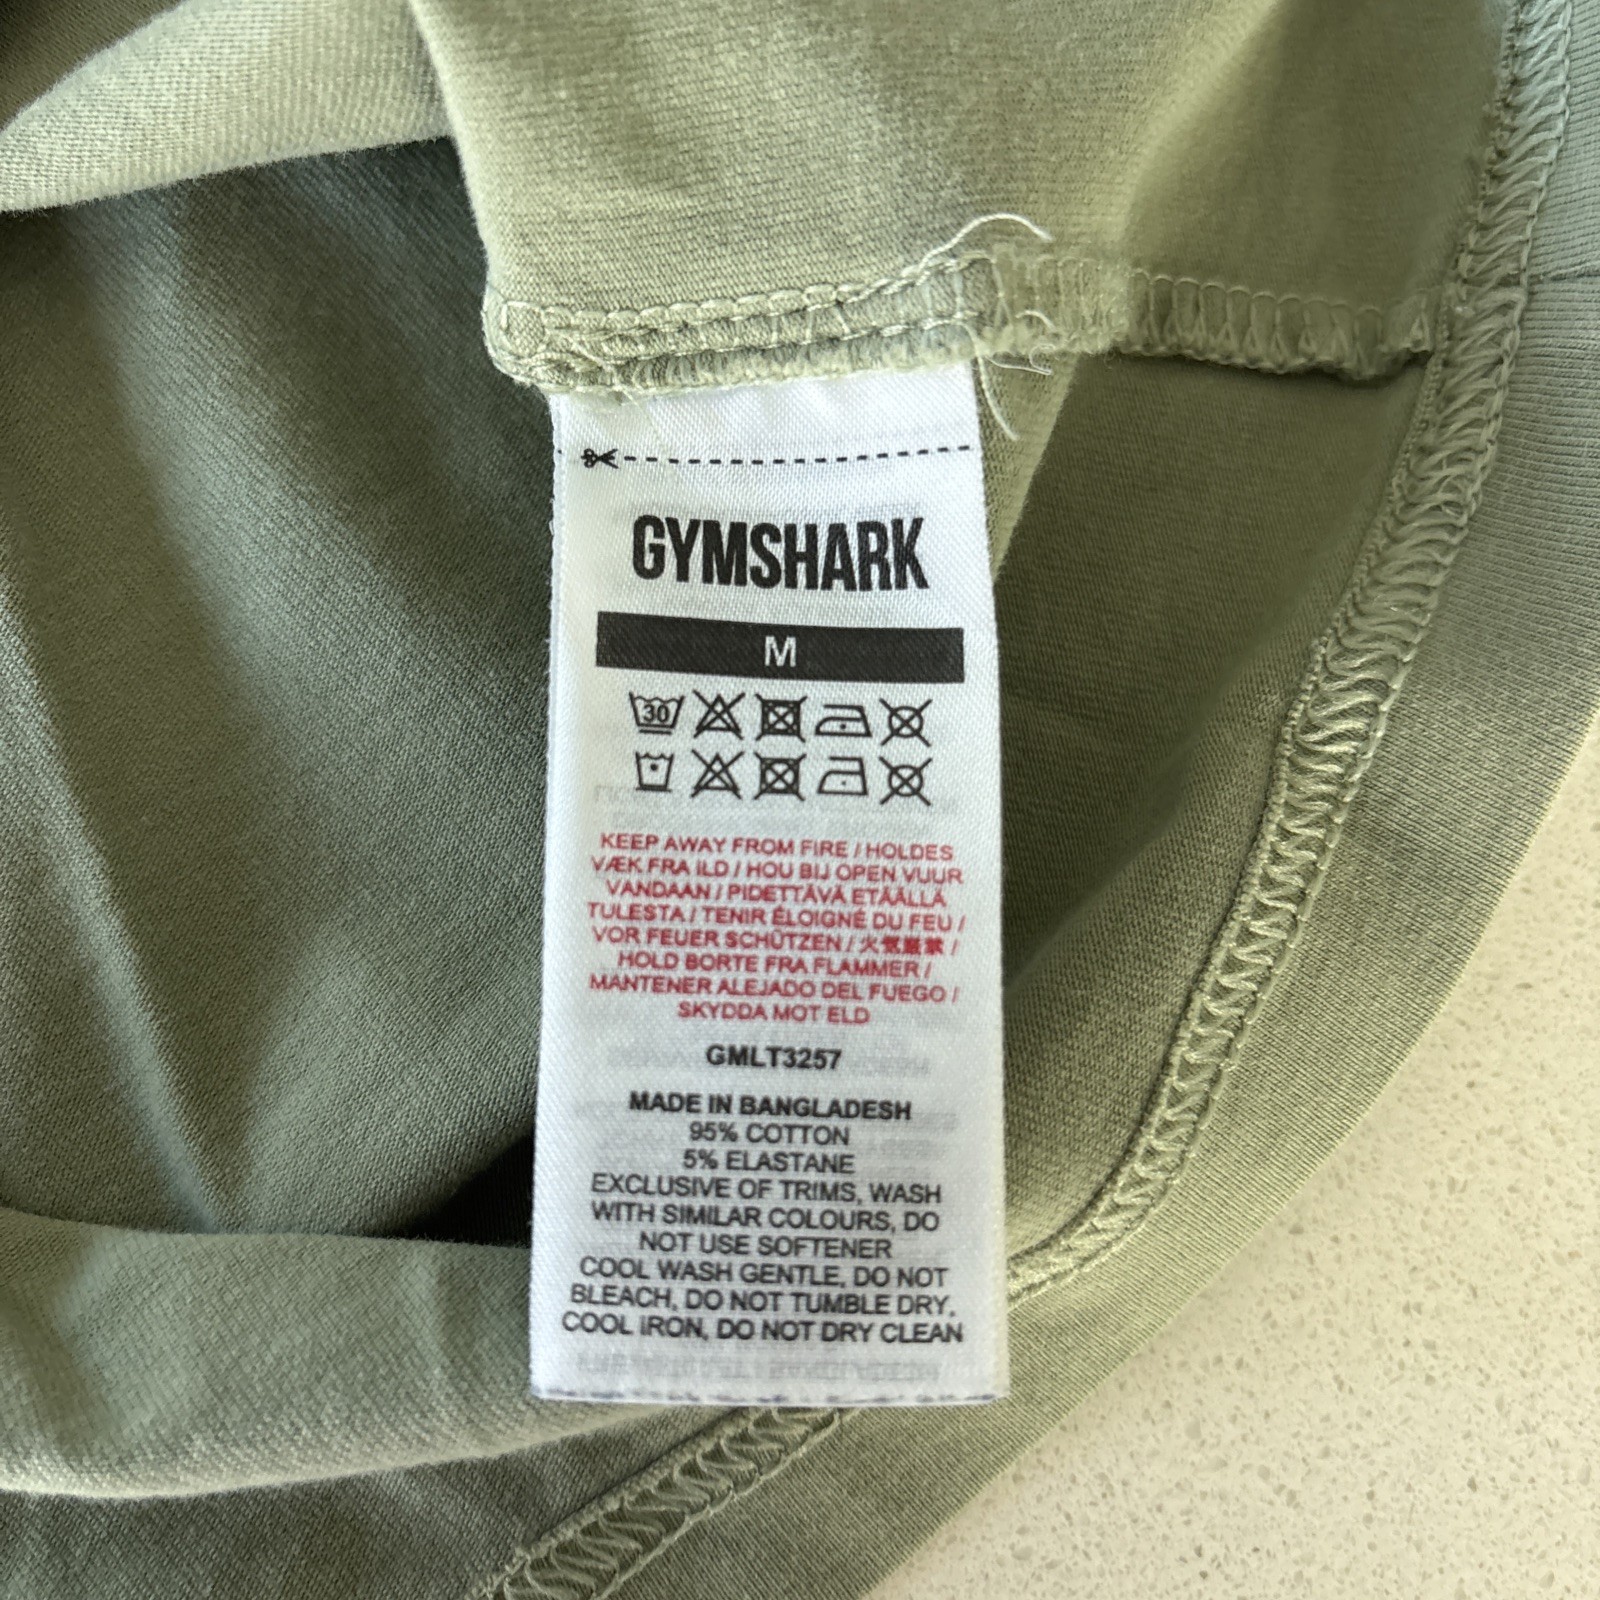 GYMSHARK
M
30
KEEP AWAY FROM FIRE / HOLDES
VÆK FRA ILD / HOU BIJ OPEN VUUR
VANDAAN / PIDETTÄVÄ ETÄÄLLÄ
TULESTA / TENIR ÉLOIGNÉ DU FEU /
VOR FEUER SCHÜTZEN / 火気厳禁 /
HOLD BORTE FRA FLAMMER /
MANTENER ALEJADO DEL FUEGO /
SKYDDA MOT ELD
GMLT3257
MADE IN BANGLADESH
95% COTTON
5% ELASTANE
EXCLUSIVE OF TRIMS, WASH
WITH SIMILAR COLOURS, DO
NOT USE SOFTENER
COOL WASH GENTLE, DO NOT
BLEACH, DO NOT TUMBLE DRY,
COOL IRON, DO NOT DRY CLEAN